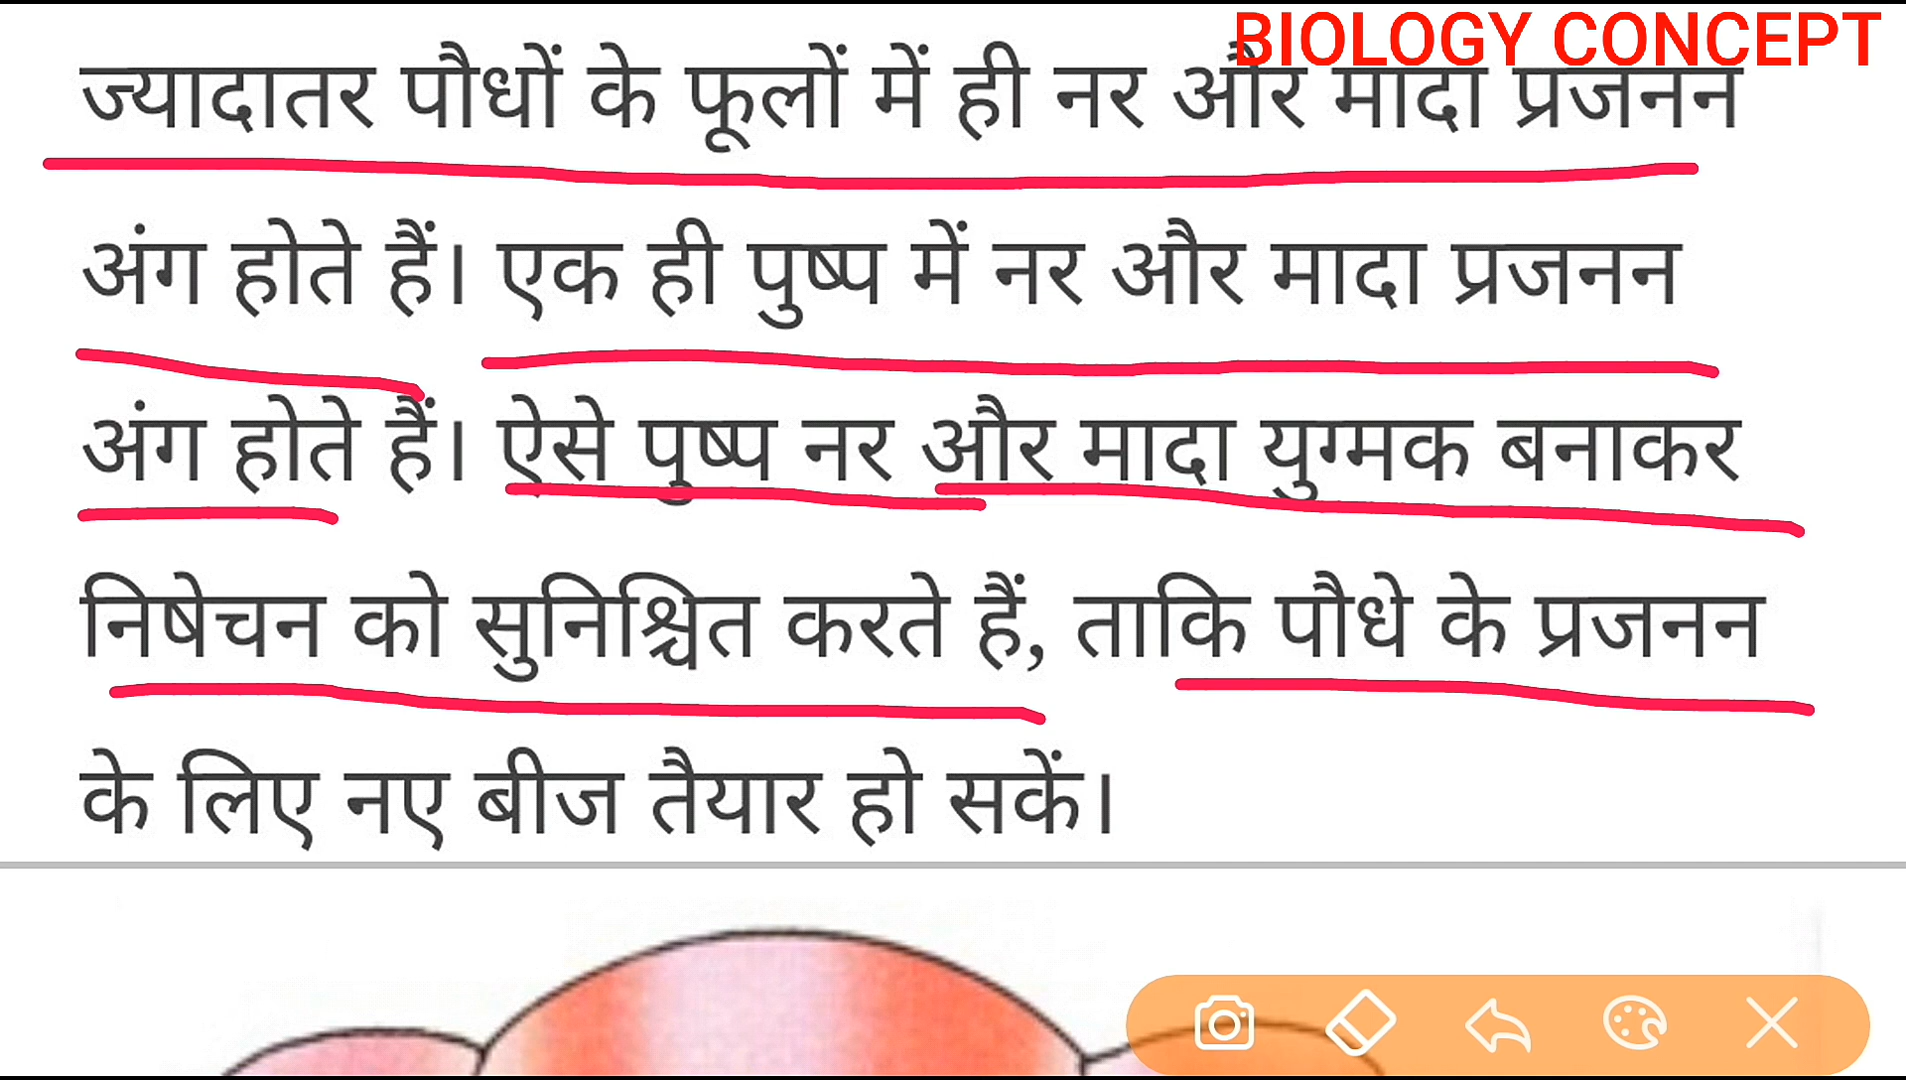 BIOLOGY CONCEPT
ज्यादातर पौधों के फूलों में ही नर और मादा प्रजनन
अंग होते हैं। एक ही पुष्प में नर और मादा प्रजनन
अंग होते हैं। ऐसे पुष्प नर और मादा युग्मक बनाकर
निषेचन को सुनिश्चित करते हैं, ताकि पौधे के प्रजनन
के लिए नए बीज तैयार हो सकें।